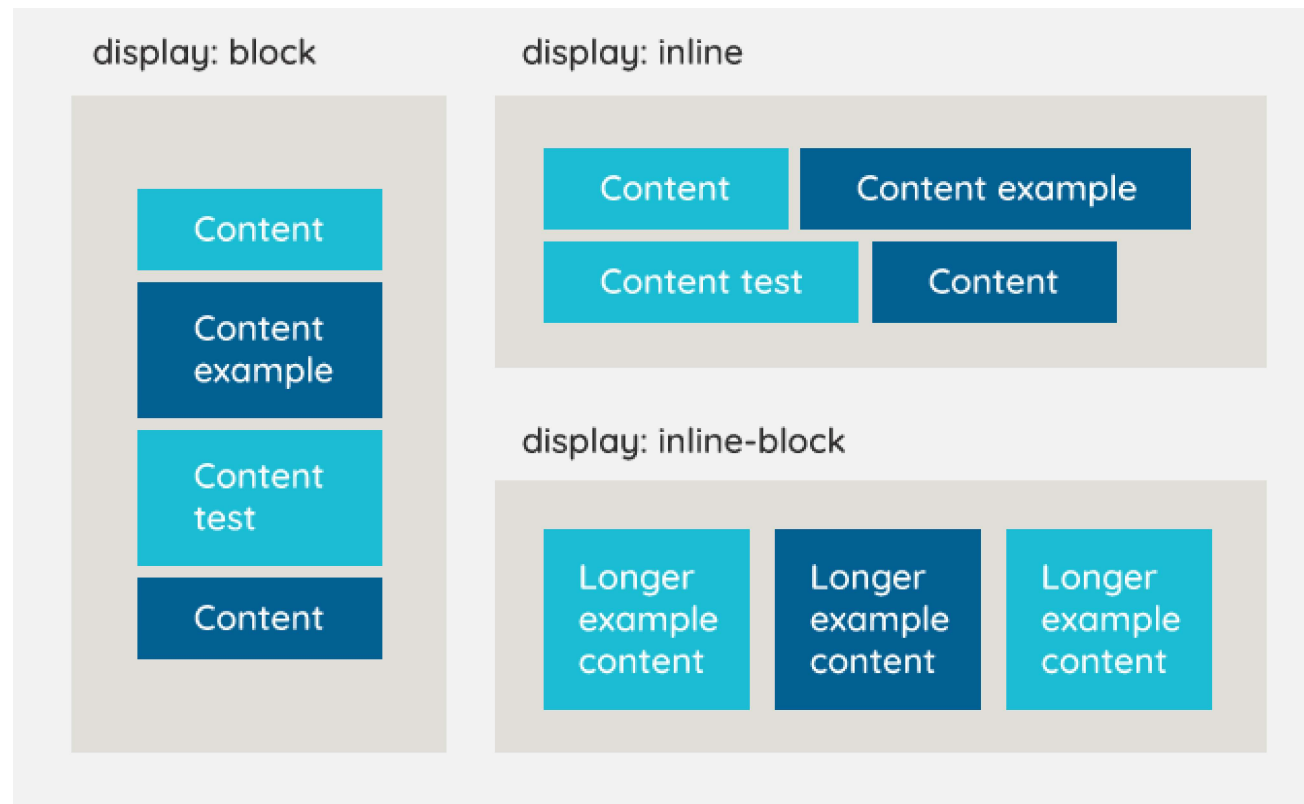 display: block
Content
Content
example
Content
test
Content
display: inline
Content
Content example
Content test
Content
display: inline-block
Longer
example
content
Longer
example
content
Longer
example
content